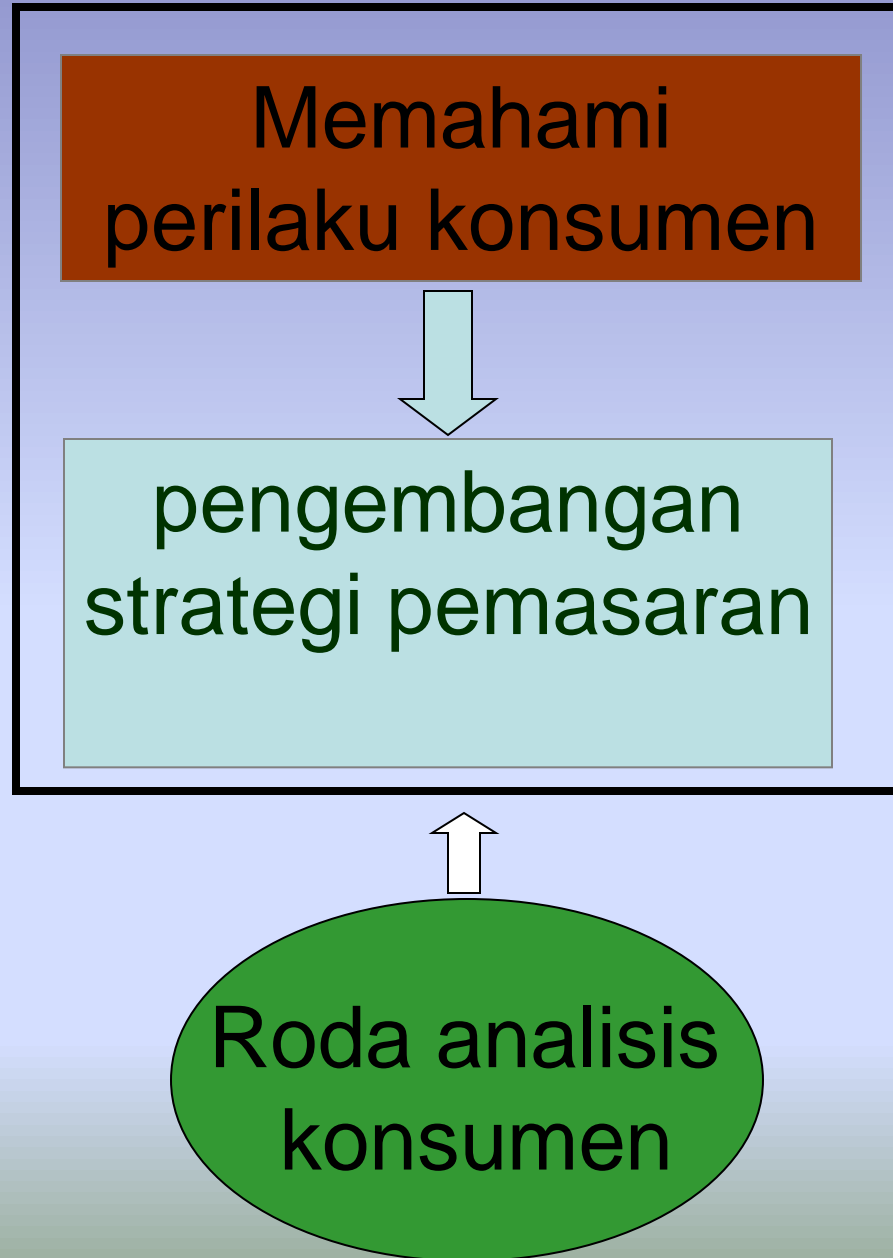 Memahami
perilaku konsumen
pengembangan
strategi pemasaran
Roda analisis
konsumen